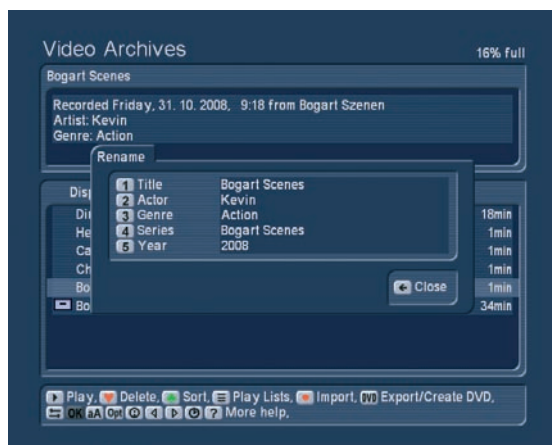 Video Archives
16% full
Bogart Scenes
Recorded Friday, 31. 10. 2008, 9:18 from Bogart Szenen
Artist: Kevin
Genre: Action
Rename
1 Title Bogart Scenes
2 Actor Kevin
3 Genre Action
4 Series Bogart Scenes
5 Year 2008
Close
Disp
Di 18min
He 1min
Ca 1min
Ch 1min
Bo 1min
Bo 34min
Play, Delete, Sort, Play Lists, Import, DVD Export/Create DVD,
OK aA Opt ? More help,